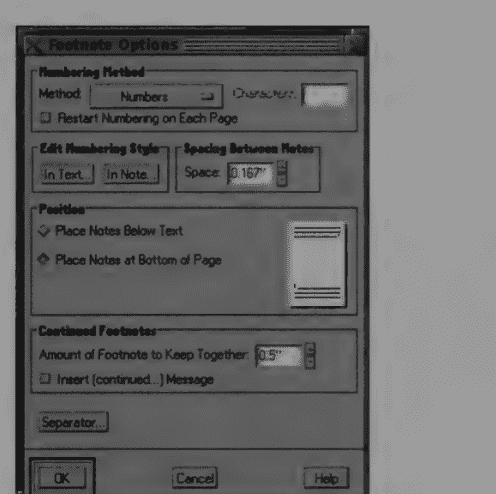 Footnote Options
Numbering Method
Method: Numbers Characters:
Restart Numbering on Each Page
Edit Numbering Style Spacing Between Notes
In Text... In Note... Space: 0.167"
Position
Place Notes Below Text
Place Notes at Bottom of Page
Continued Footnotes
Amount of Footnote to Keep Together: 0.5"
Insert (continued...) Message
Separator...
OK Cancel Help